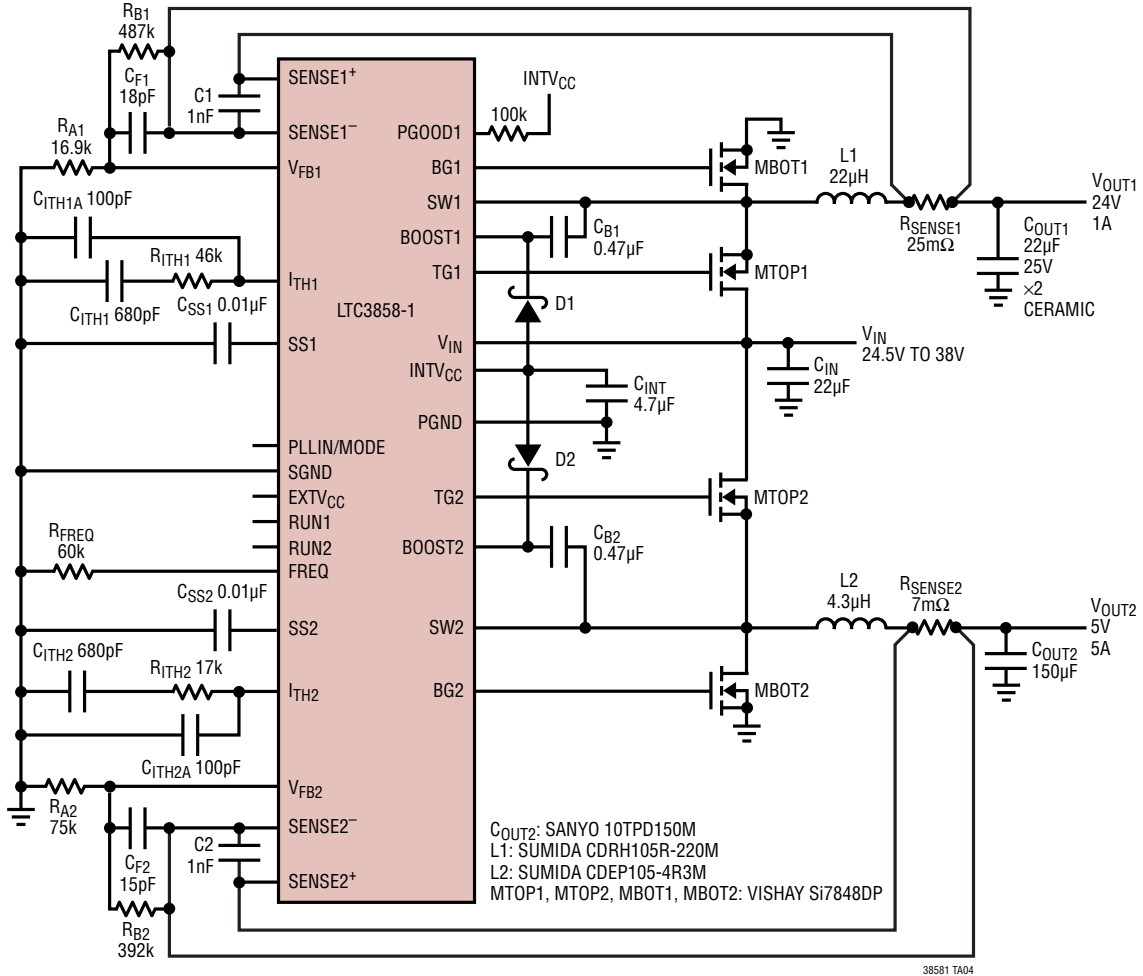 RB1
487k
CF1
18pF
RA1
16.9k
C1
1nF
CITH1A 100pF
RITH1 46k
CITH1 680pF
CSS1 0.01µF
RFREQ
60k
CSS2 0.01µF
CITH2 680pF
RITH2 17k
CITH2A 100pF
RA2
75k
CF2
15pF
RB2
392k
C2
1nF
SENSE1+
SENSE1–
VFB1
ITH1
SS1
PLLIN/MODE
SGND
EXTVCC
RUN1
RUN2
FREQ
SS2
ITH2
VFB2
SENSE2–
SENSE2+
LTC3858-1
PGOOD1
BG1
SW1
BOOST1
TG1
VIN
INTVCC
PGND
TG2
BOOST2
SW2
BG2
INTVCC
100k
CB1
0.47µF
D1
CINT
4.7µF
D2
CB2
0.47µF
MBOT1
MTOP1
MTOP2
MBOT2
L1
22µH
RSENSE1
25mΩ
VOUT1
24V
1A
COUT1
22µF
25V
×2
CERAMIC
VIN
24.5V TO 38V
CIN
22µF
L2
4.3µH
RSENSE2
7mΩ
VOUT2
5V
5A
COUT2
150µF
COUT2: SANYO 10TPD150M
L1: SUMIDA CDRH105R-220M
L2: SUMIDA CDEP105-4R3M
MTOP1, MTOP2, MBOT1, MBOT2: VISHAY Si7848DP
38581 TA04